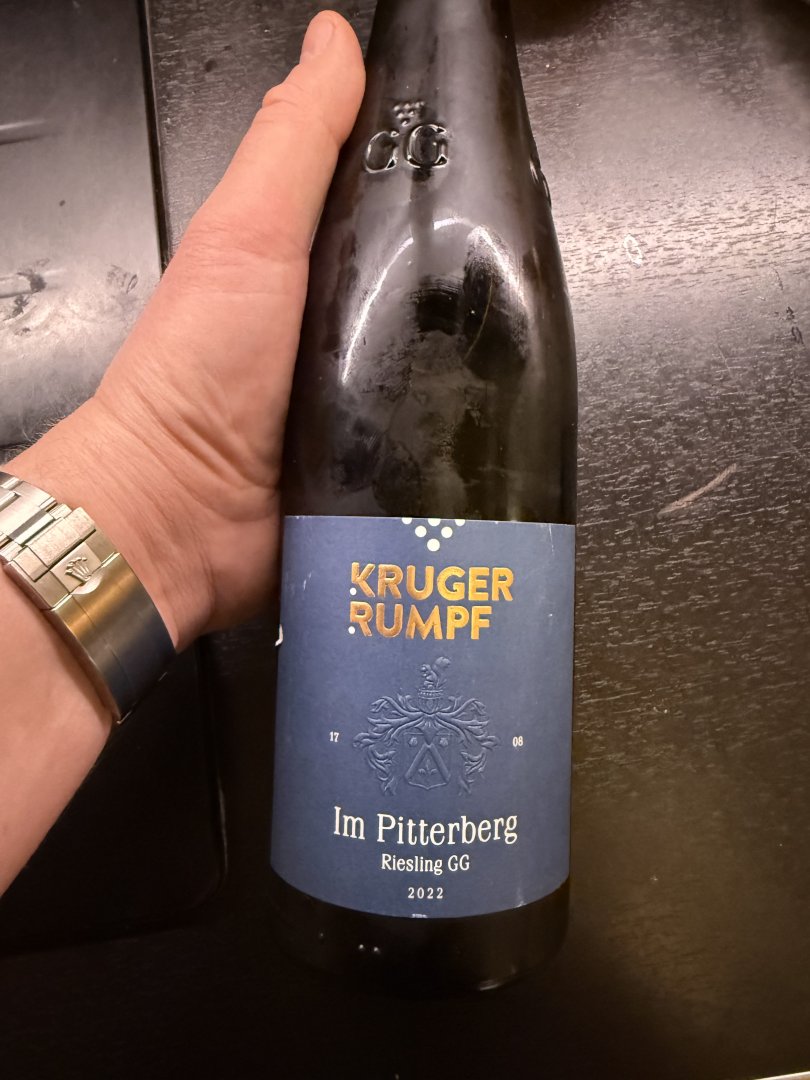 GG
KRUGER
RUMPF
17 08
Im Pitterberg
Riesling GG
2022